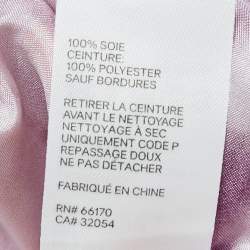 100% SOIE
CEINTURE:
100% POLYESTER
SAUF BORDURES
RETIRER LA CEINTURE
AVANT LE NETTOYAGE
NETTOYAGE À SEC
UNIQUEMENT CODE P
REPASSAGE DOUX
NE PAS DÉTACHER
FABRIQUÉ EN CHINE
RN# 66170
CA# 32054